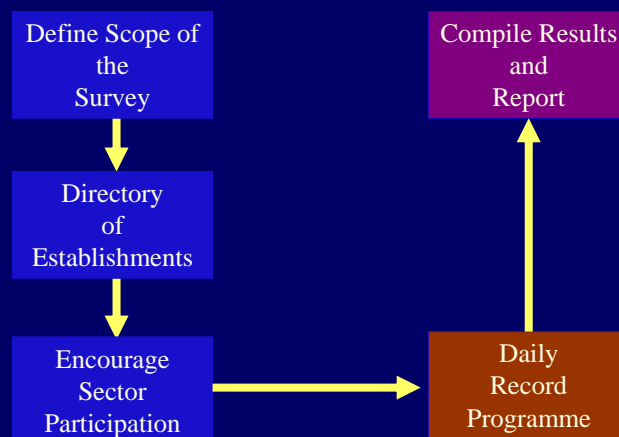 Define Scope of
the
Survey
Directory
of
Establishments
Encourage
Sector
Participation
Daily
Record
Programme
Compile Results
and
Report